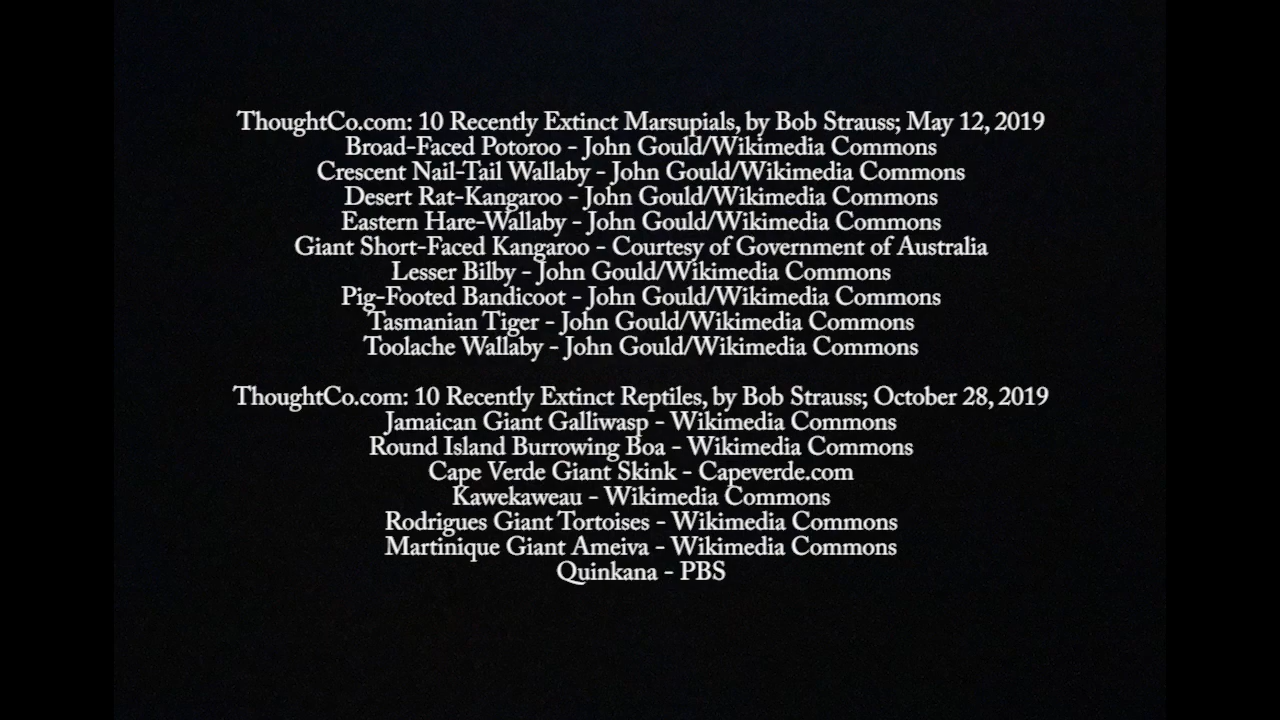 ThoughtCo.com: 10 Recently Extinct Marsupials, by Bob Strauss; May 12, 2019
Broad-Faced Potoroo - John Gould/Wikimedia Commons
Crescent Nail-Tail Wallaby - John Gould/Wikimedia Commons
Desert Rat-Kangaroo - John Gould/Wikimedia Commons
Eastern Hare-Wallaby - John Gould/Wikimedia Commons
Giant Short-Faced Kangaroo - Courtesy of Government of Australia
Lesser Bilby - John Gould/Wikimedia Commons
Pig-Footed Bandicoot - John Gould/Wikimedia Commons
Tasmanian Tiger - John Gould/Wikimedia Commons
Toolache Wallaby - John Gould/Wikimedia Commons
ThoughtCo.com: 10 Recently Extinct Reptiles, by Bob Strauss; October 28, 2019
Jamaican Giant Galliwasp - Wikimedia Commons
Round Island Burrowing Boa - Wikimedia Commons
Cape Verde Giant Skink - Capeverde.com
Kawekaweau - Wikimedia Commons
Rodrigues Giant Tortoises - Wikimedia Commons
Martinique Giant Ameiva - Wikimedia Commons
Quinkana - PBS